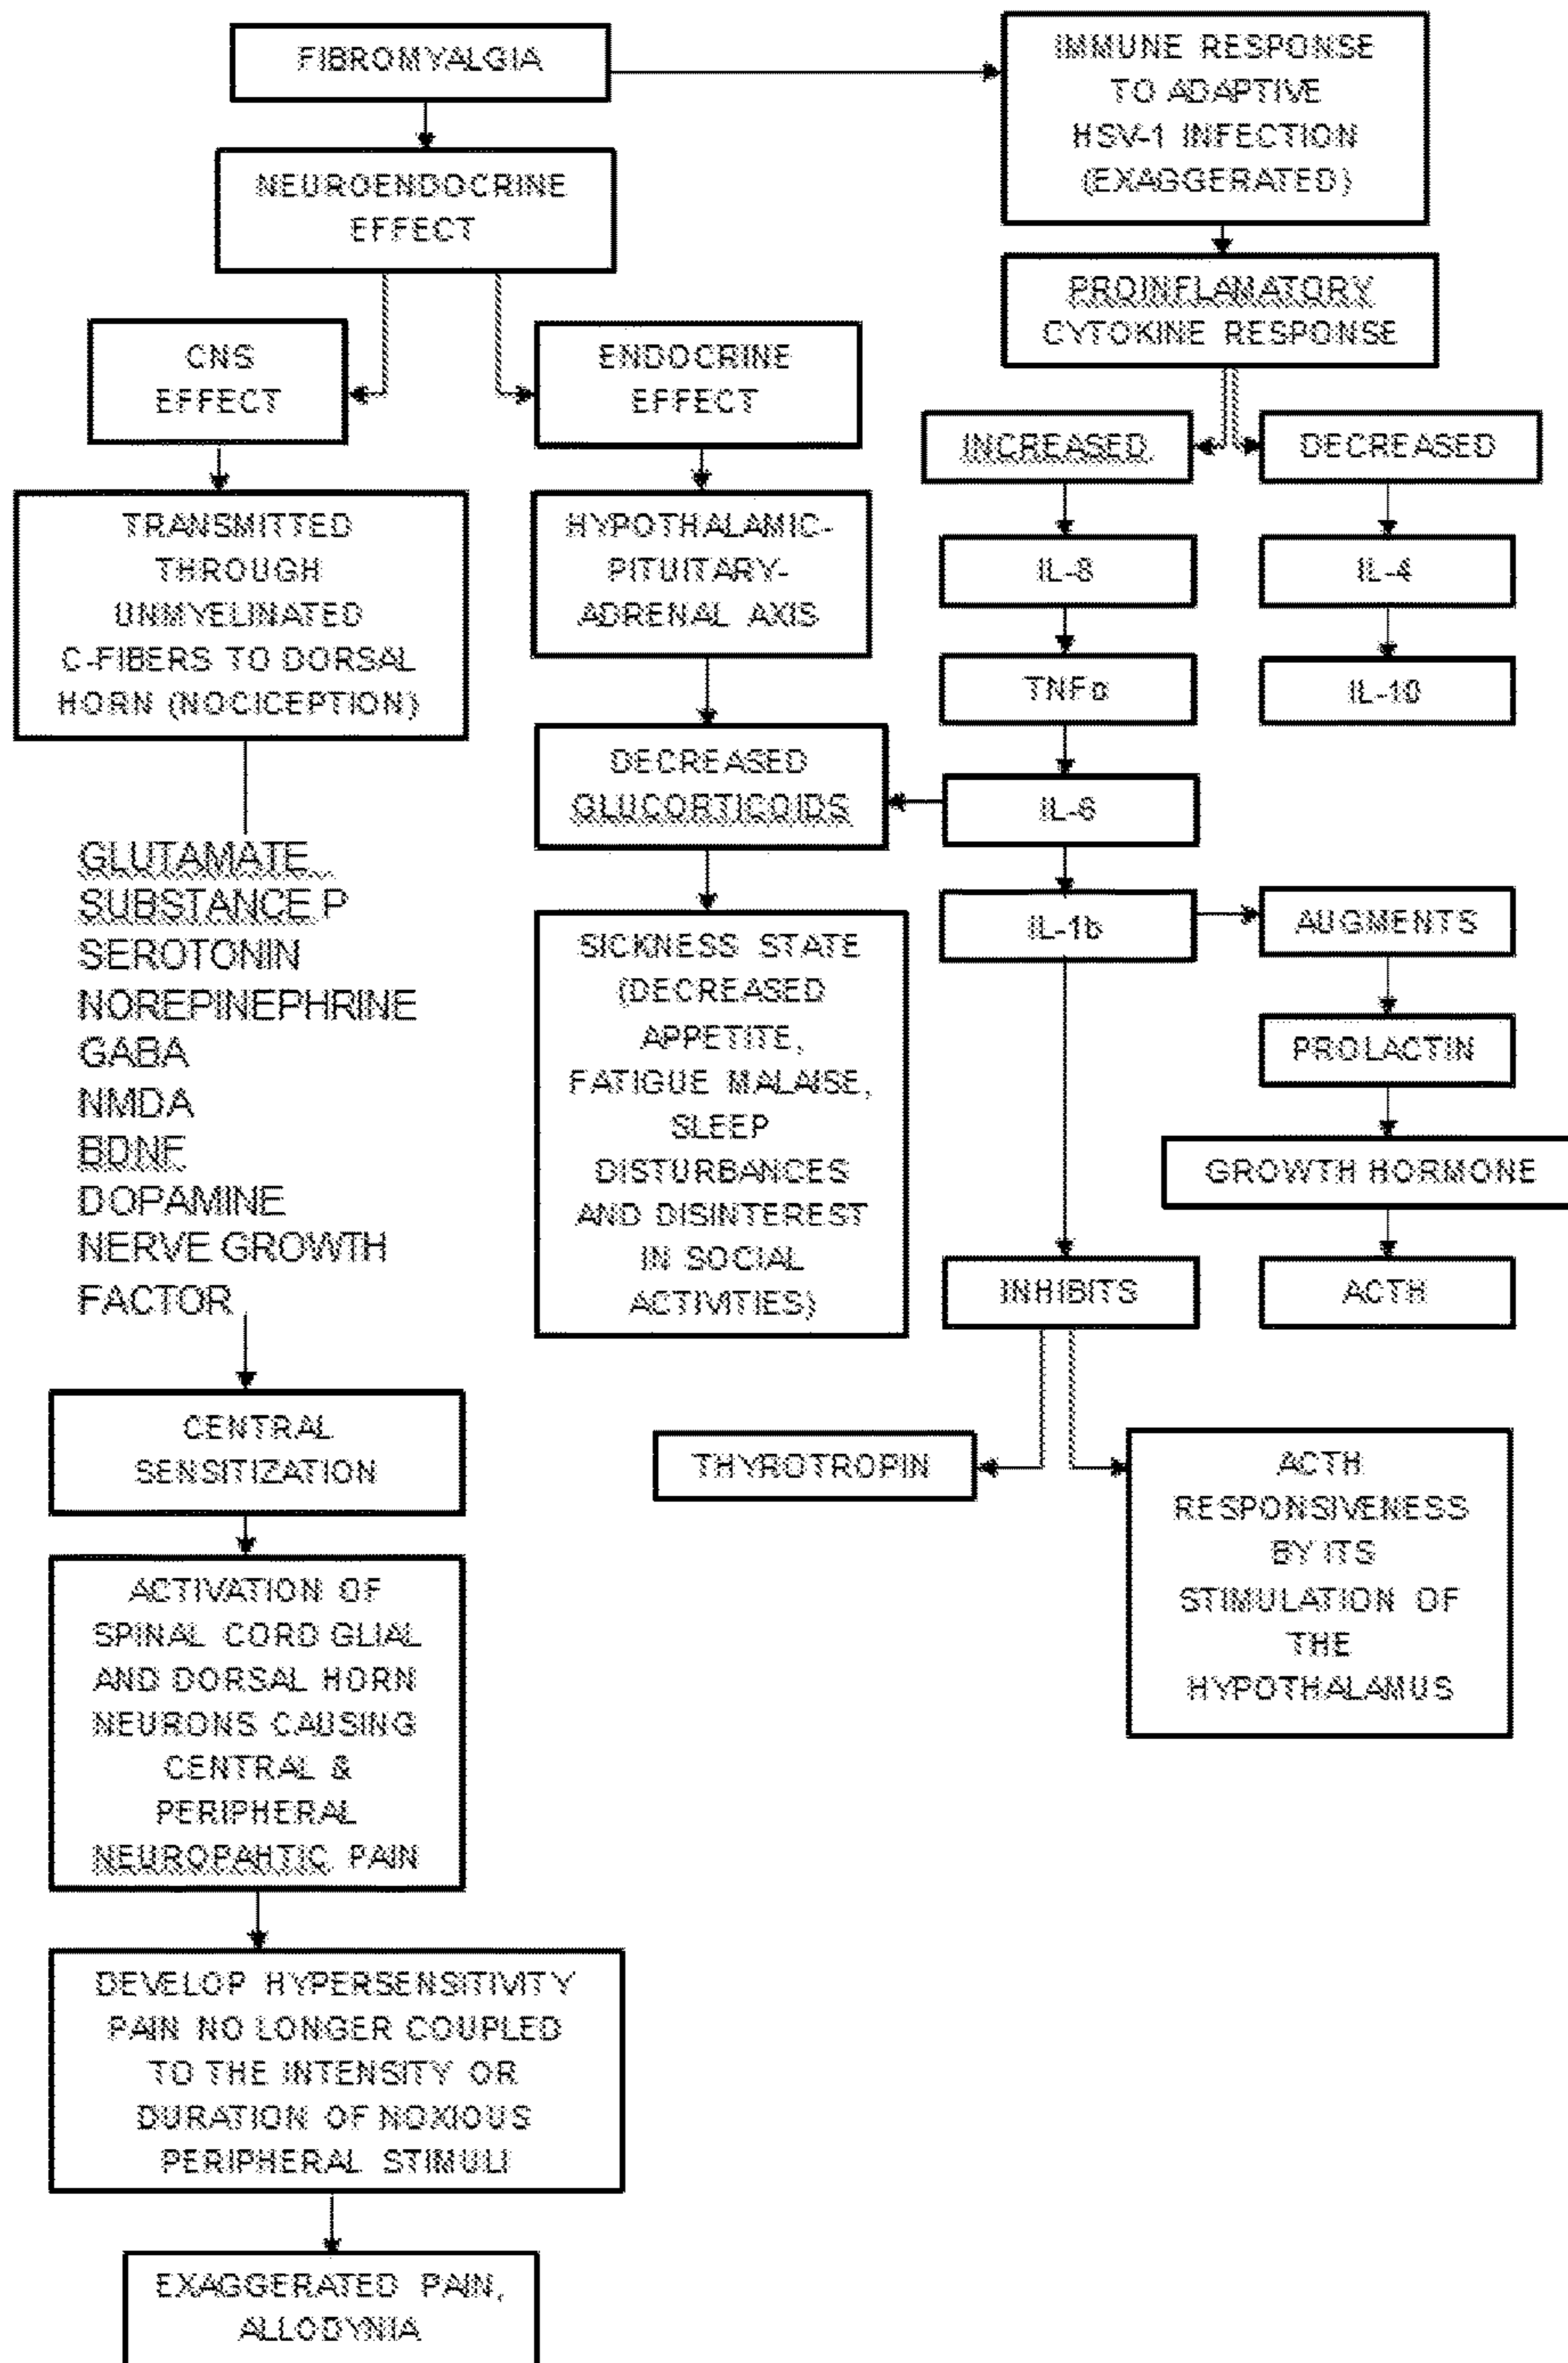 FIBROMYALGIA
IMMUNE RESPONSE
TO ADAPTIVE
HSV-1 INFECTION
(EXAGGERATED)
NEUROENDOCRINE
EFFECT
PROINFLAMATORY
CYTOKINE RESPONSE
CNS
EFFECT
ENDOCRINE
EFFECT
INCREASED
DECREASED
TRANSMITTED
THROUGH
UNMYELINATED
C-FIBERS TO DORSAL
HORN (NOCICEPTION)
HYPOTHALAMIC-
PITUITARY-
ADRENAL AXIS
IL-8
IL-4
TNFα
IL-10
DECREASED
GLUCORTICOIDS
IL-6
GLUTAMATE
SUBSTANCE P
SEROTONIN
NOREPINEPHRINE
GABA
NMDA
BDNF
DOPAMINE
NERVE GROWTH
FACTOR
SICKNESS STATE
(DECREASED
APPETITE,
FATIGUE MALAISE,
SLEEP
DISTURBANCES
AND DISINTEREST
IN SOCIAL
ACTIVITIES)
IL-1b
AUGMENTS
PROLACTIN
GROWTH HORMONE
INHIBITS
ACTH
CENTRAL
SENSITIZATION
THYROTROPIN
ACTH
RESPONSIVENESS
BY ITS
STIMULATION OF
THE
HYPOTHALAMUS
ACTIVATION OF
SPINAL CORD GLIAL
AND DORSAL HORN
NEURONS CAUSING
CENTRAL &
PERIPHERAL
NEUROPAHTIC PAIN
DEVELOP HYPERSENSITIVITY
PAIN NO LONGER COUPLED
TO THE INTENSITY OR
DURATION OF NOXIOUS
PERIPHERAL STIMULI
EXAGGERATED PAIN,
ALLODYNIA